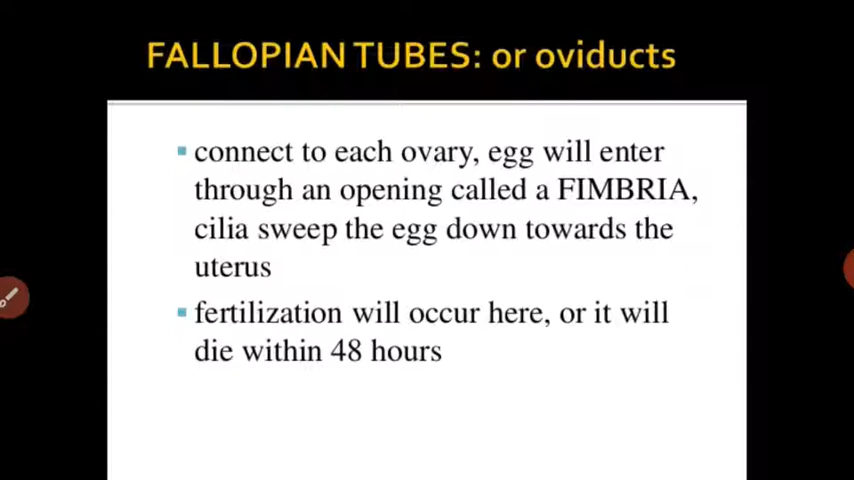 FALLOPIAN TUBES: or oviducts
connect to each ovary, egg will enter
through an opening called a FIMBRIA,
cilia sweep the egg down towards the
uterus
fertilization will occur here, or it will
die within 48 hours